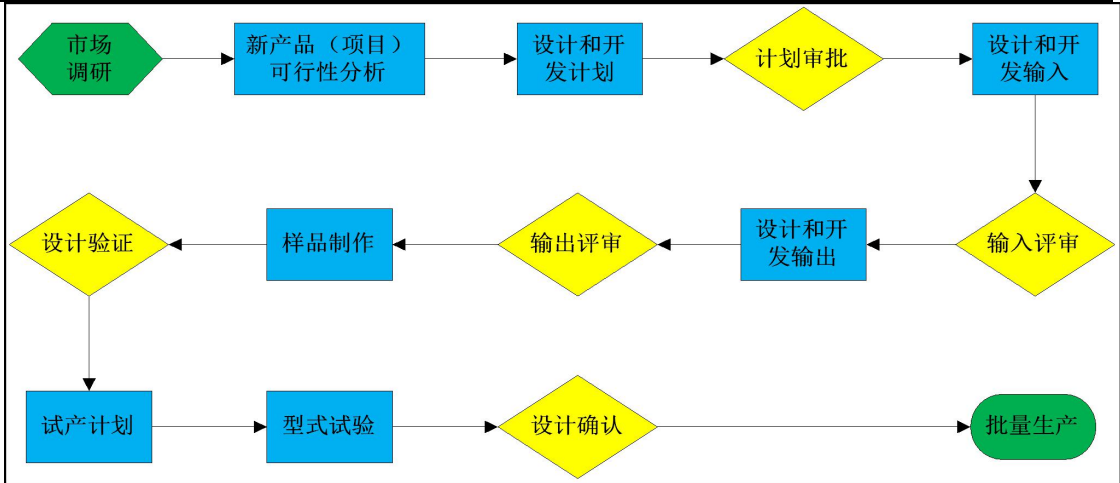 市场
调研
新产品（项目）
可行性分析
设计和开
发计划
计划审批
设计和开
发输入
输入评审
设计和开
发输出
输出评审
样品制作
设计验证
试产计划
型式试验
设计确认
批量生产